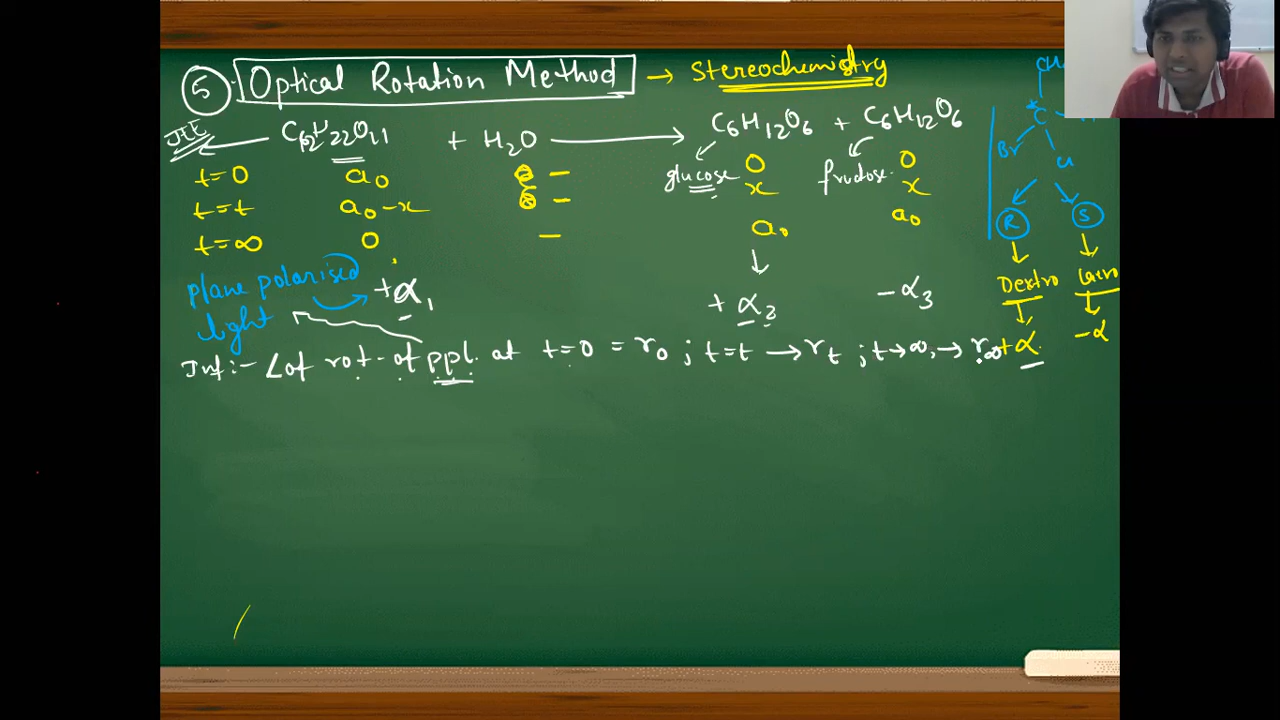 5 Optical Rotation Method → Stereochemistry
JEE C12H22O11 + H2O → C6H12O6 + C6H12O6
glucose fructose
t=0 a0 – 0 0
t=t a0-x – x x
t=∞ 0 – a0 a0
plane polarised light
+α1 +α2 -α3
Inf:- ∠ of rot- of ppl. at t=0 = r0 ; t=t → rt ; t→∞, → r∞
C
Br Cl
R S
Dextro Laevo
+α -α